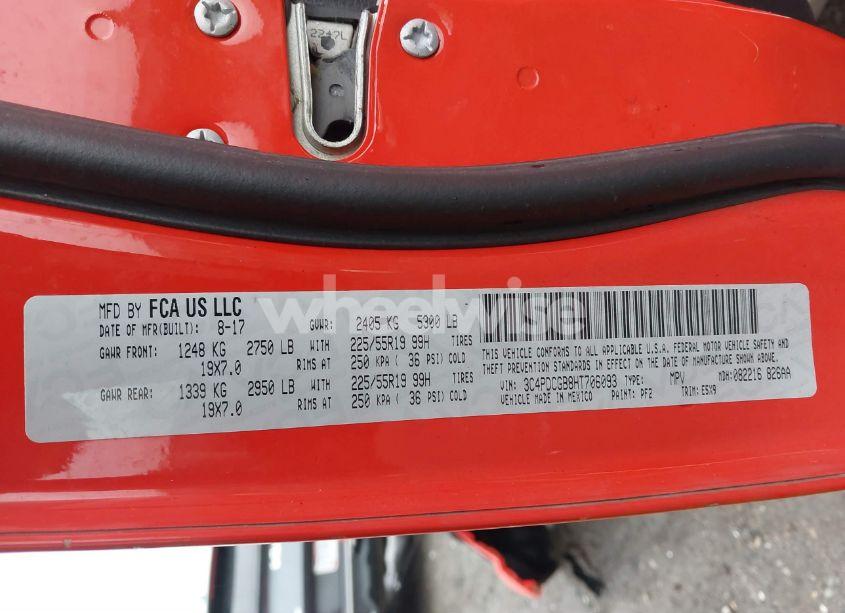 2247L
wheelwise
MFD BY FCA US LLC
DATE OF MFR(BUILT): 8-17 GVWR: 2405 KG 5300 LB
GAWR FRONT: 1248 KG 2750 LB WITH 225/55R19 99H TIRES
19X7.0 RIMS AT 250 KPA ( 36 PSI) COLD
GAWR REAR: 1339 KG 2950 LB WITH 225/55R19 99H TIRES
19X7.0 RIMS AT 250 KPA ( 36 PSI) COLD
THIS VEHICLE CONFORMS TO ALL APPLICABLE U.S.A. FEDERAL MOTOR VEHICLE SAFETY AND
THEFT PREVENTION STANDARDS IN EFFECT ON THE DATE OF MANUFACTURE SHOWN ABOVE.
VIN: 3C4PDCGB8HT706093 TYPE: MPV MDH: 082216 826AA
VEHICLE MADE IN MEXICO PAINT: PF2 TRIM: E5X9